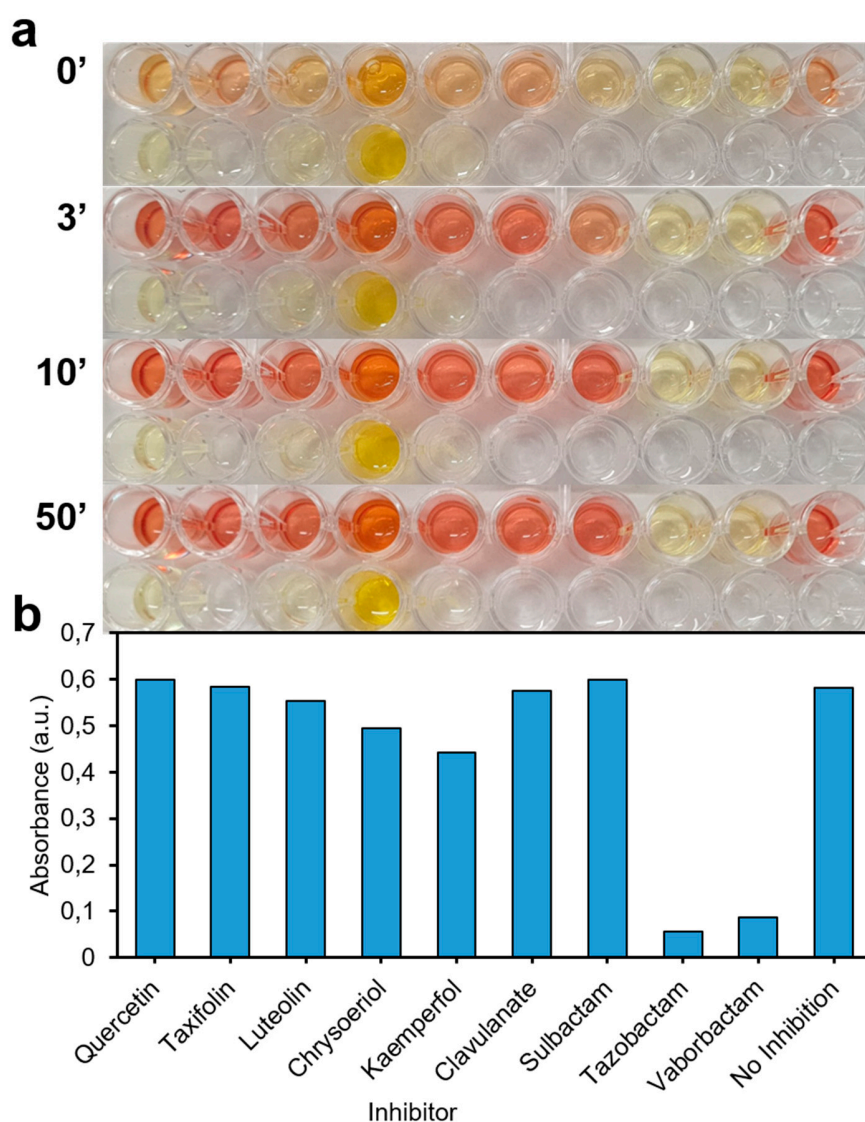 a
0’
3’
10’
50’
b
0,7
0,6
0,5
0,4
0,3
0,2
0,1
0
Absorbance (a.u.)
Quercetin
Taxifolin
Luteolin
Chrysoeriol
Kaemperfol
Clavulanate
Sulbactam
Tazobactam
Vaborbactam
No Inhibition
Inhibitor